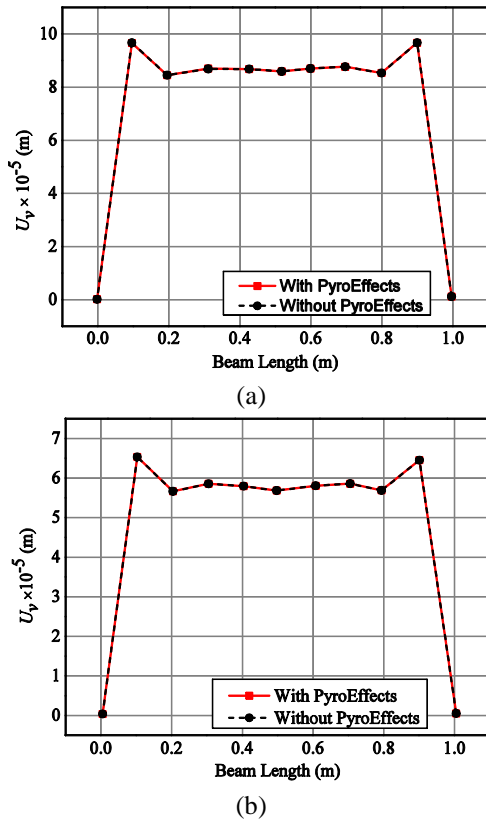 10
8
6
4
2
0
U_v × 10^-5 (m)
With PyroEffects
Without PyroEffects
0.0 0.2 0.4 0.6 0.8 1.0
Beam Length (m)
(a)
7
6
5
4
3
2
1
0
U_v ×10^-5 (m)
With PyroEffects
Without PyroEffects
0.0 0.2 0.4 0.6 0.8 1.0
Beam Length (m)
(b)